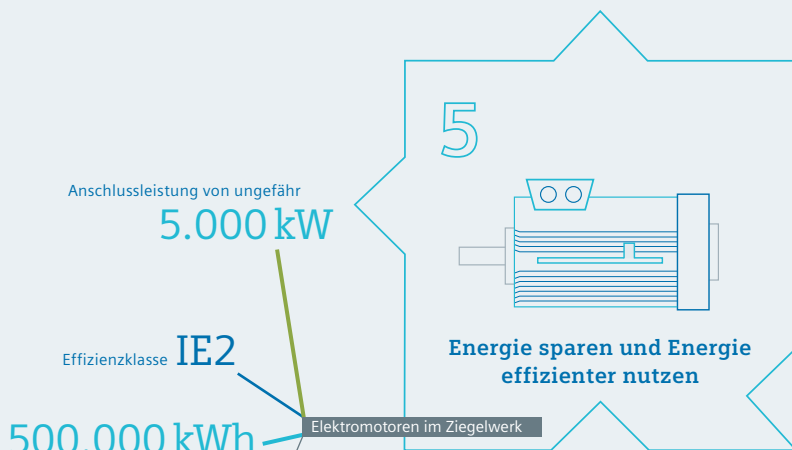 5
Anschlussleistung von ungefähr
5.000 kW
Effizienzklasse IE2
500.000 kWh
Elektromotoren im Ziegelwerk
Energie sparen und Energie
effizienter nutzen